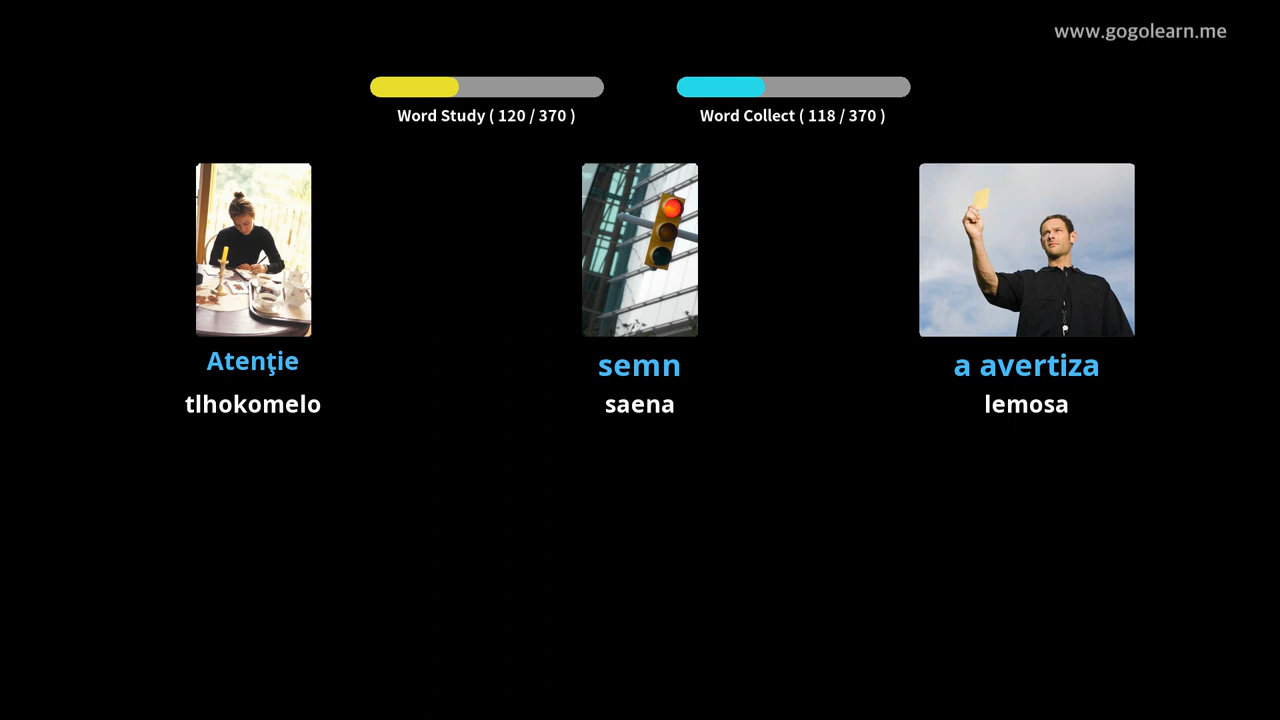 www.gogolearn.me
Word Study ( 120 / 370 )
Word Collect ( 118 / 370 )
Atenţie
semn
a avertiza
tlhokomelo
saena
lemosa